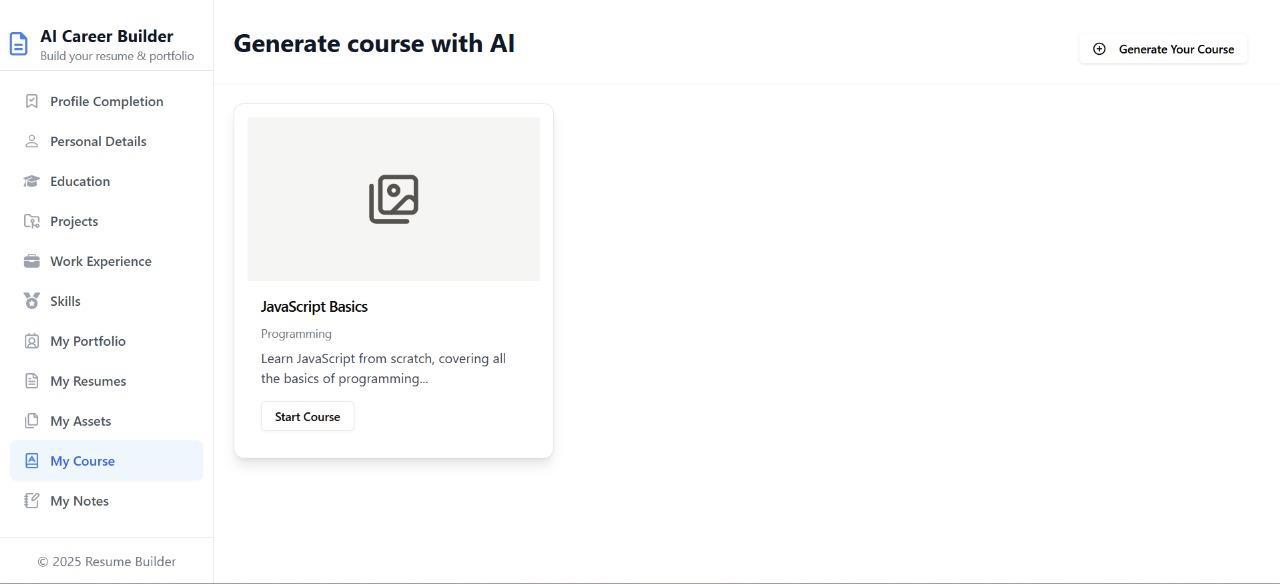 AI Career Builder
Build your resume & portfolio
Profile Completion
Personal Details
Education
Projects
Work Experience
Skills
My Portfolio
My Resumes
My Assets
My Course
My Notes
© 2025 Resume Builder
Generate course with AI
Generate Your Course
JavaScript Basics
Programming
Learn JavaScript from scratch, covering all
the basics of programming...
Start Course